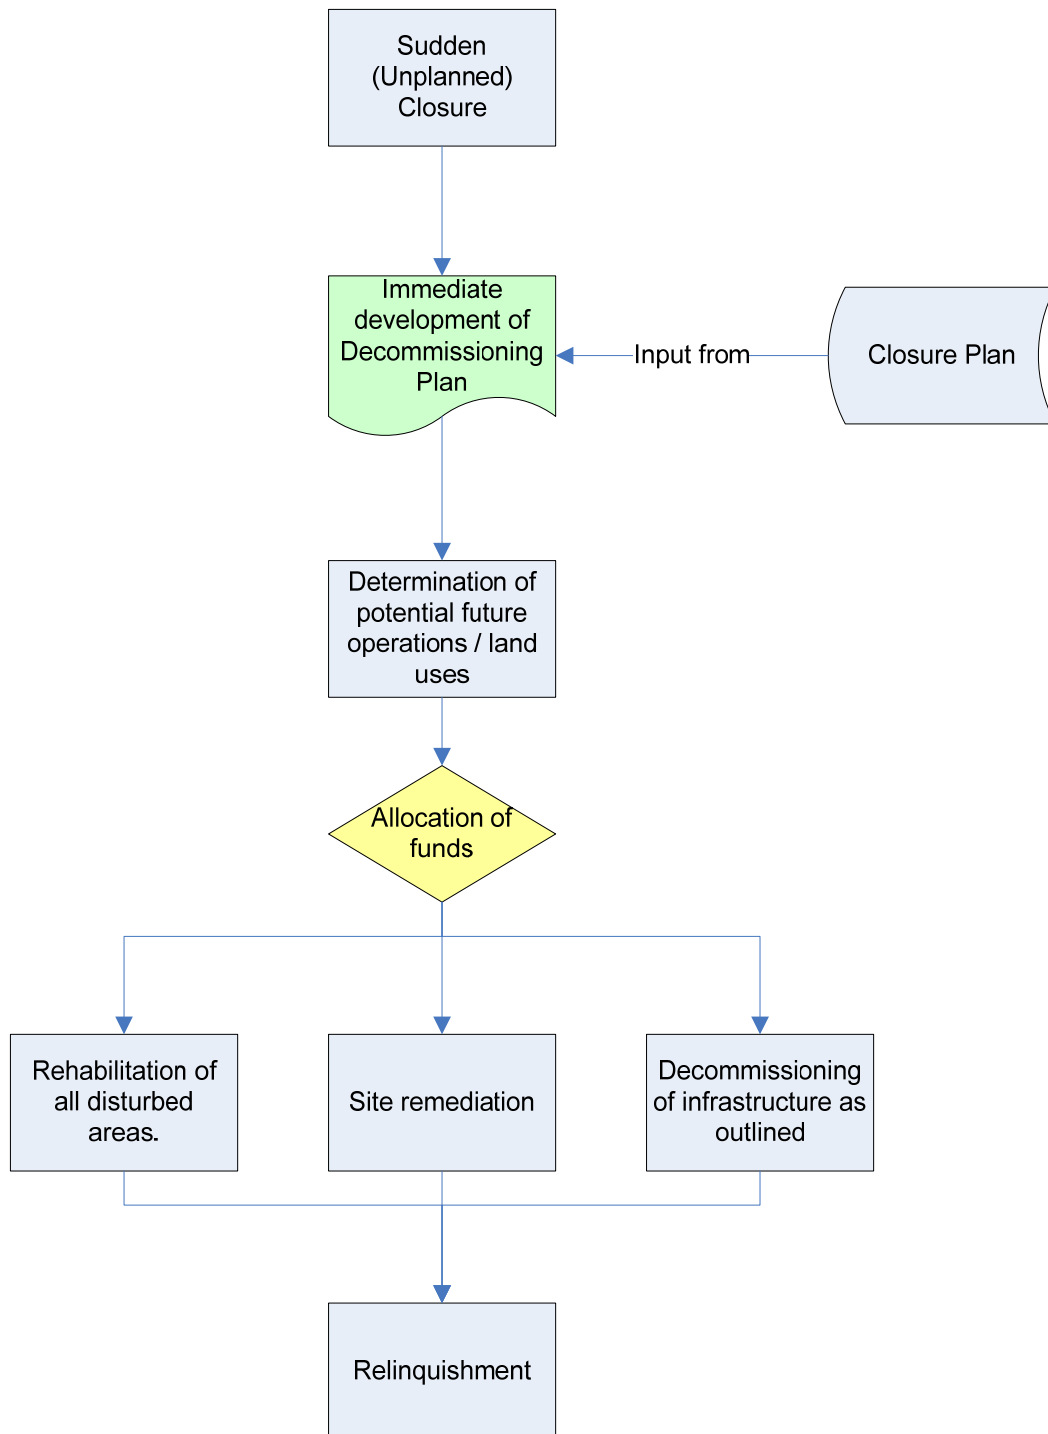 Sudden
(Unplanned)
Closure
Immediate
development of
Decommissioning
Plan
Input from
Closure Plan
Determination of
potential future
operations / land
uses
Allocation of
funds
Rehabilitation of
all disturbed
areas.
Site remediation
Decommissioning
of infrastructure as
outlined
Relinquishment